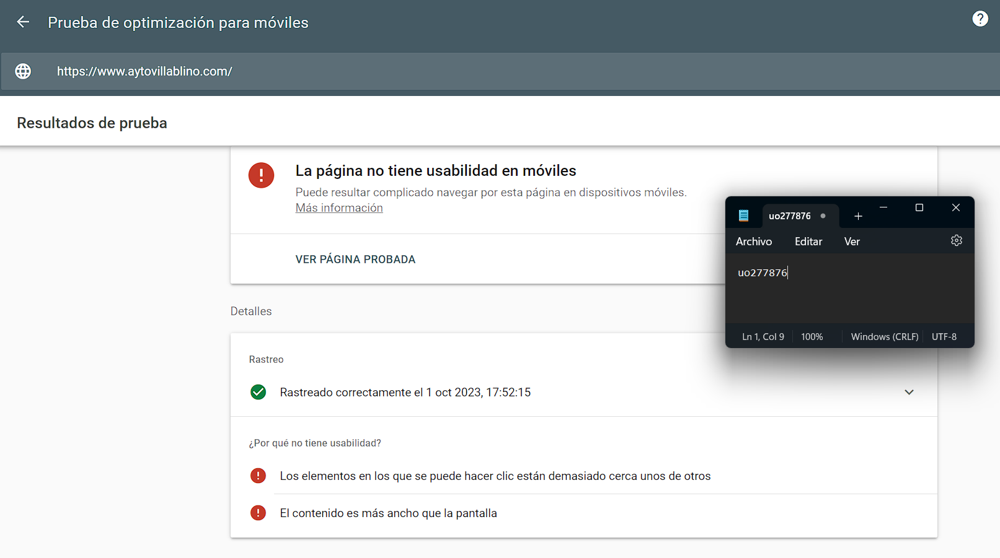 Prueba de optimización para móviles
?
https://www.aytovillablino.com/
Resultados de prueba
La página no tiene usabilidad en móviles
Puede resultar complicado navegar por esta página en dispositivos móviles.
Más información
VER PÁGINA PROBADA
uo277876
Archivo Editar Ver
uo277876
Ln 1, Col 9 100% Windows (CRLF) UTF-8
Detalles
Rastreo
Rastreado correctamente el 1 oct 2023, 17:52:15
¿Por qué no tiene usabilidad?
Los elementos en los que se puede hacer clic están demasiado cerca unos de otros
El contenido es más ancho que la pantalla